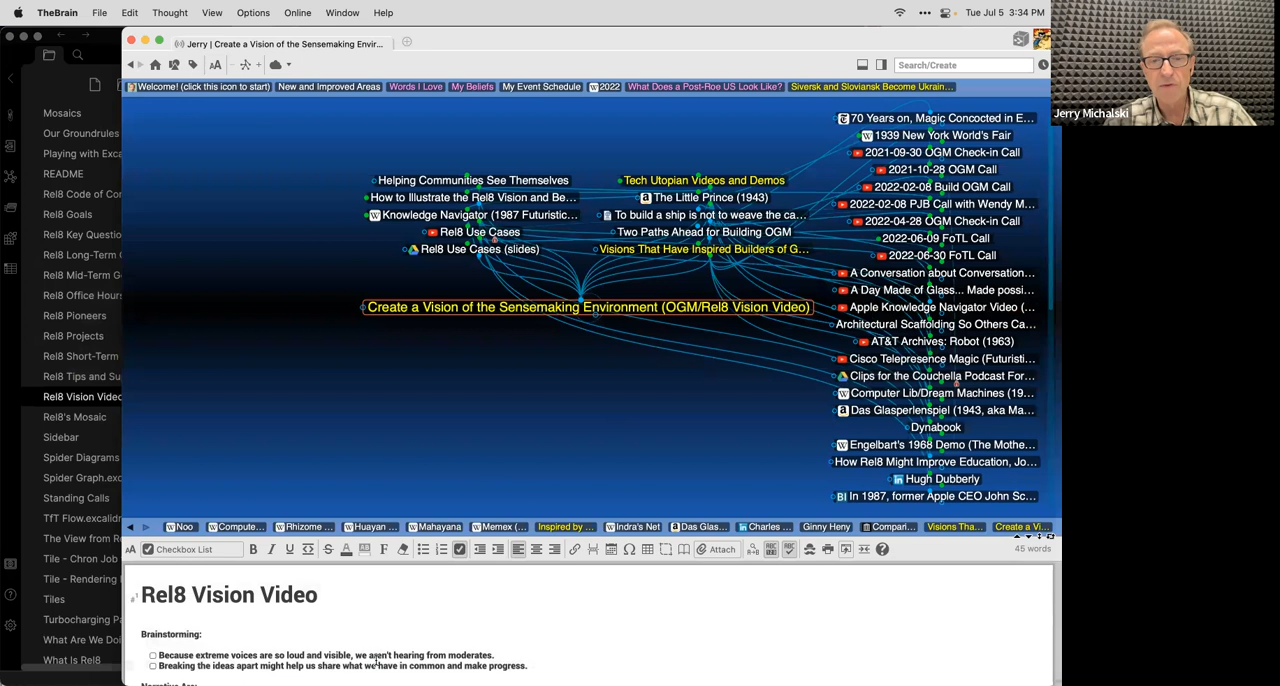 TheBrain File Edit Thought View Options Online Window Help Tue Jul 5 3:34 PM
Jerry | Create a Vision of the Sensemaking Envir...
AA
Search/Create
Welcome! (click this icon to start) New and Improved Areas Words I Love My Beliefs My Event Schedule 2022 What Does a Post-Roe US Look Like? Siversk and Sloviansk Become Ukrain...
Mosaics
Our Groundrules
Playing with Exca
README
Rel8 Code of Con
Rel8 Goals
Rel8 Key Questio
Rel8 Long-Term
Rel8 Mid-Term G
Rel8 Office Hours
Rel8 Pioneers
Rel8 Projects
Rel8 Short-Term
Rel8 Tips and Su
Rel8 Vision Video
Rel8's Mosaic
Sidebar
Spider Diagrams
Spider Graph.exc
Standing Calls
TfT Flow.excalidr
The View from R
Tile - Chron Tile
Tile - Rendering
Tiles
Turbocharging P
What Are We Doi
What Is Rel8
Helping Communities See Themselves
How to Illustrate the Rel8 Vision and Be...
Knowledge Navigator (1987 Futuristic...
Rel8 Use Cases
Rel8 Use Cases (slides)
Tech Utopian Videos and Demos
The Little Prince (1943)
To build a ship is not to weave the ca...
Two Paths Ahead for Building OGM
Visions That Have Inspired Builders of G...
Create a Vision of the Sensemaking Environment (OGM/Rel8 Vision Video)
70 Years on, Magic Concocted in E...
1939 New York World's Fair
2021-09-30 OGM Check-in Call
2021-10-28 OGM Call
2022-02-08 Build OGM Call
2022-02-08 PJB Call with Wendy M...
2022-04-28 OGM Check-in Call
2022-06-09 FoTL Call
2022-06-30 FoTL Call
A Conversation about Conversation...
A Day Made of Glass... Made possi...
Apple Knowledge Navigator Video (...
Architectural Scaffolding So Others Ca...
AT&T Archives: Robot (1963)
Cisco Telepresence Magic (Futuristi...
Clips for the Couchella Podcast For...
Computer Lib/Dream Machines (19...
Das Glasperlenspiel (1943, aka Ma...
Dynabook
Engelbart's 1968 Demo (The Mothe...
How Rel8 Might Improve Education, Jo...
Hugh Dubberly
In 1987, former Apple CEO John Sc...
Noo Compute... Rhizome ... Huayan ... Mahayana Memex (... Inspired by ... Indra's Net Das Glas... Charles ... Ginny Heny Compari... Visions Tha... Create a Vi...
AA Checkbox List B I U S A F Attach 45 words
Rel8 Vision Video
Brainstorming:
Because extreme voices are so loud and visible, we aren't hearing from moderates.
Breaking the ideas apart might help us share what we have in common and make progress.
Narrative Arc:
Jerry Michalski